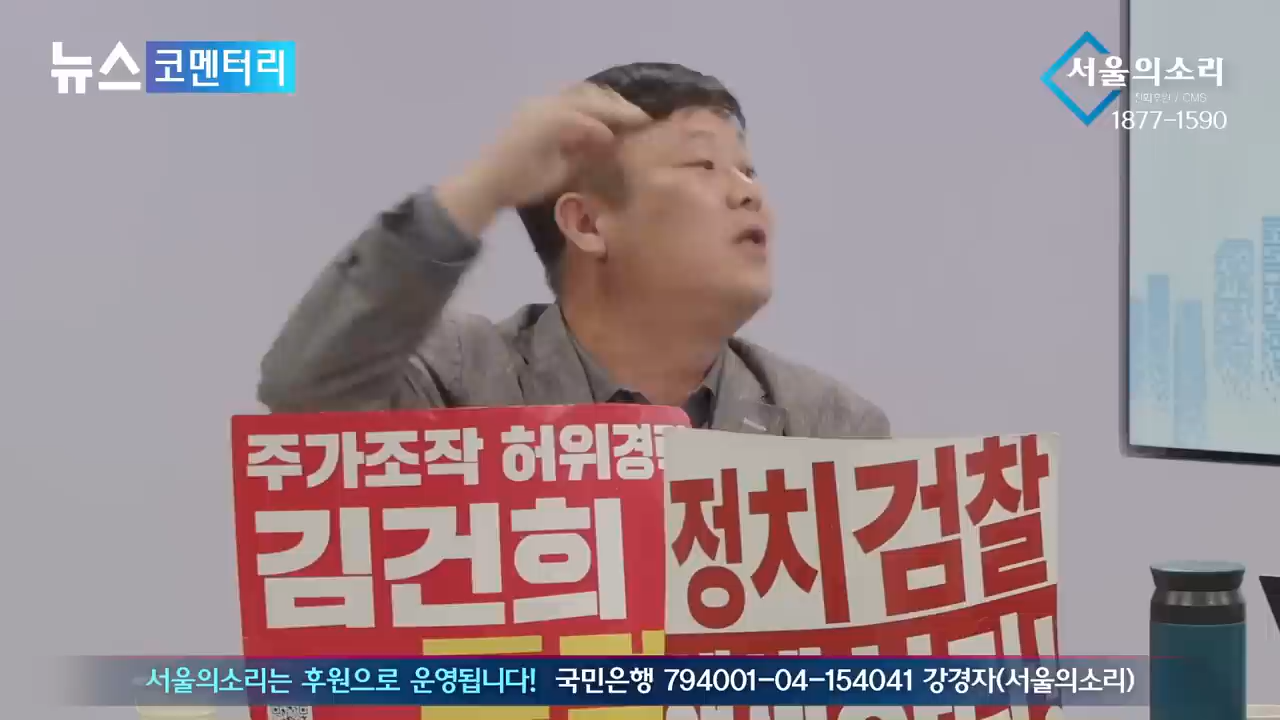 뉴스 코멘터리
서울의소리
1877-1590
주가조작 허위경력
김건희
정치검찰
서울의소리는 후원으로 운영됩니다! 국민은행 794001-04-154041 강경자(서울의소리)